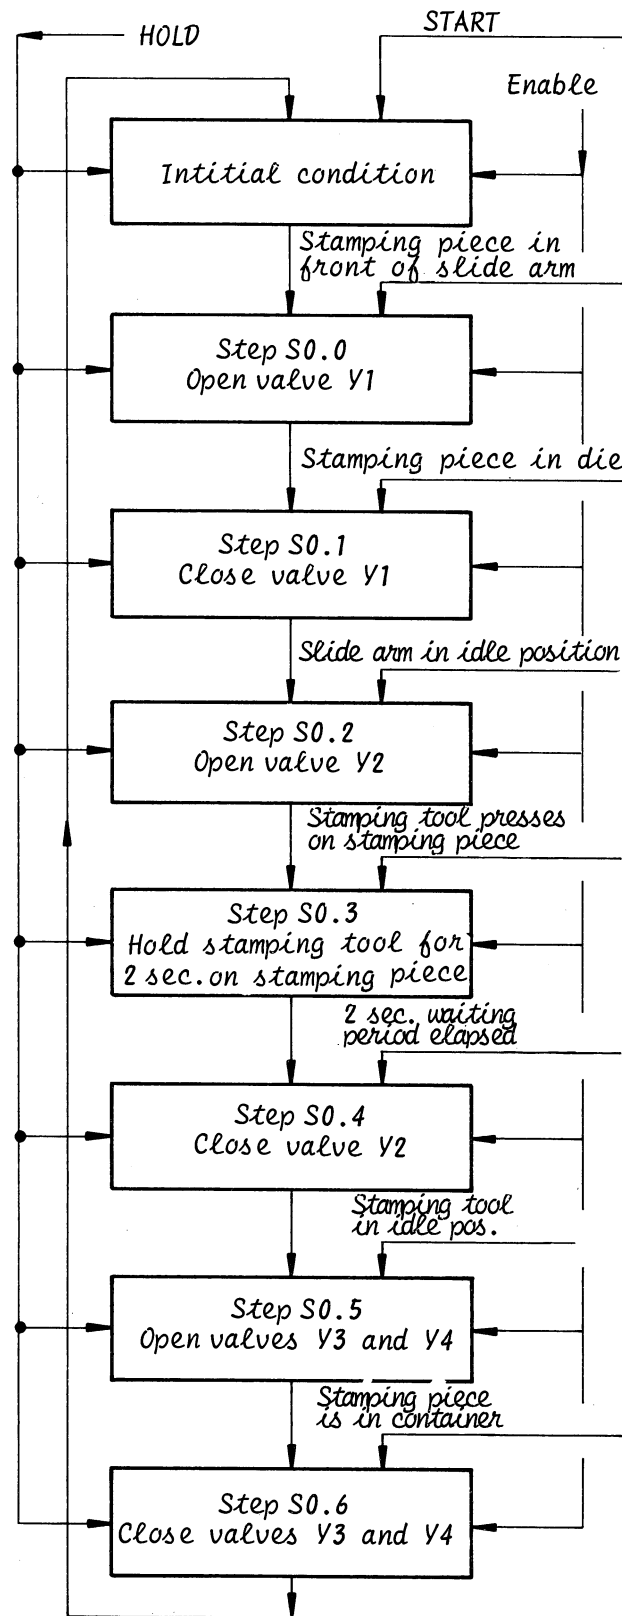 HOLD
START
Enable
Intitial condition
Stamping piece in
front of slide arm
Step S0.0
Open valve Y1
Stamping piece in die
Step S0.1
Close valve Y1
Slide arm in idle position
Step S0.2
Open valve Y2
Stamping tool presses
on stamping piece
Step S0.3
Hold stamping tool for
2 sec. on stamping piece
2 sec. waiting
period elapsed
Step S0.4
Close valve Y2
Stamping tool
in idle pos.
Step S0.5
Open valves Y3 and Y4
Stamping piece
is in container
Step S0.6
Close valves Y3 and Y4